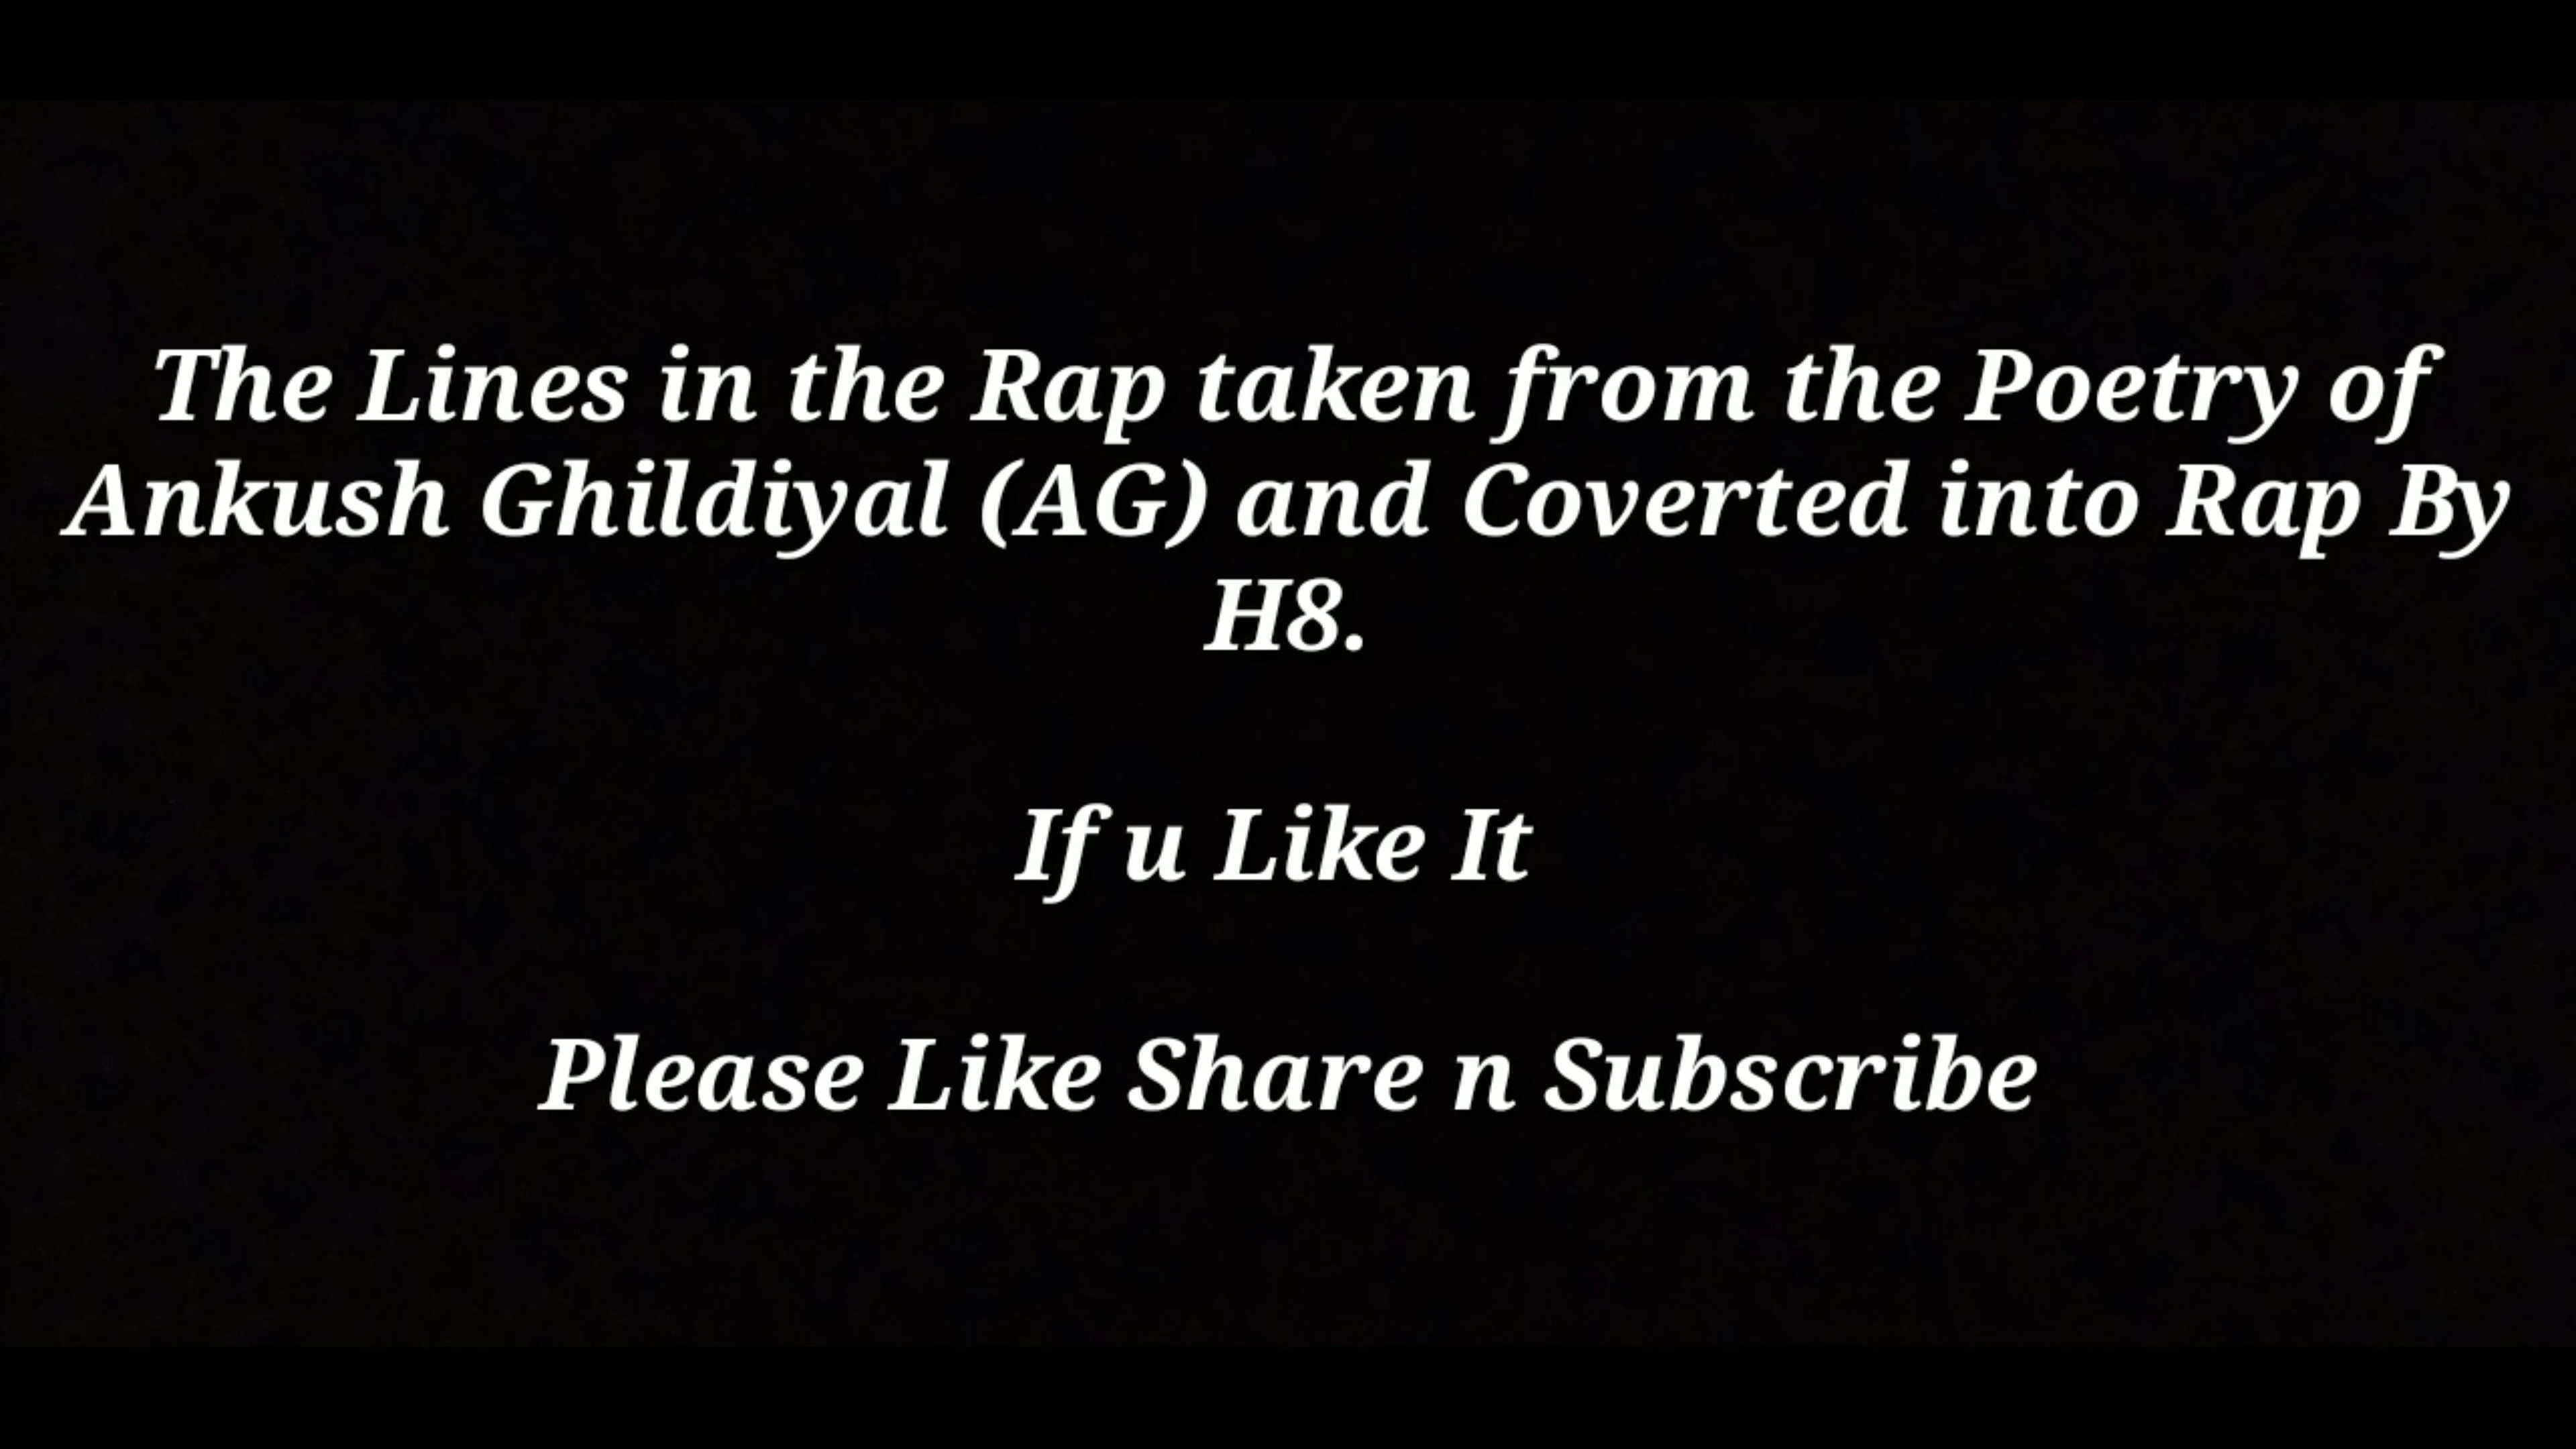 The Lines in the Rap taken from the Poetry of
Ankush Ghildiyal (AG) and Coverted into Rap By
H8.
If u Like It
Please Like Share n Subscribe